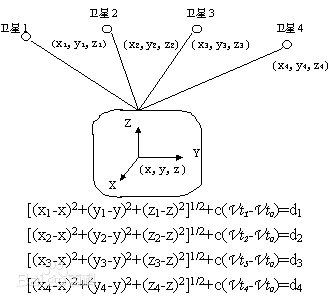 卫星1
卫星2
卫星3
卫星4
(x₁, y₁, z₁)
(x₂, y₂, z₂)
(x₃, y₃, z₃)
(x₄, y₄, z₄)
Z
Y
X
(x, y, z)
[(x₁-x)²+(y₁-y)²+(z₁-z)²]1/2+c(Vt₁-Vt₀)=d₁
[(x₂-x)²+(y₂-y)²+(z₂-z)²]1/2+c(Vt₂-Vt₀)=d₂
[(x₃-x)²+(y₃-y)²+(z₃-z)²]1/2+c(Vt₃-Vt₀)=d₃
[(x₄-x)²+(y₄-y)²+(z₄-z)²]1/2+c(Vt₄-Vt₀)=d₄